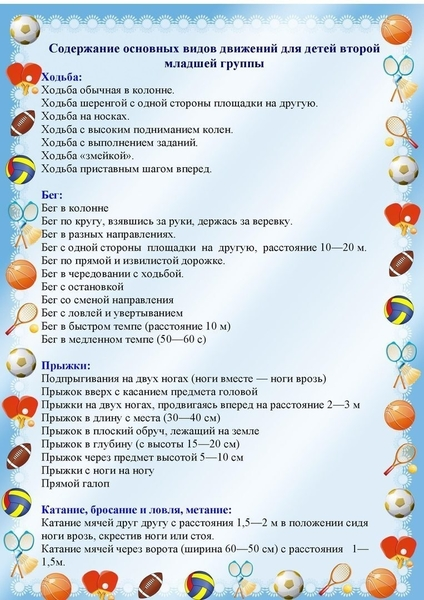 Содержание основных видов движений для детей второй
младшей группы
Ходьба:
Ходьба обычная в колонне.
Ходьба шеренгой с одной стороны площадки на другую.
Ходьба на носках.
Ходьба с высоким подниманием колен.
Ходьба с выполнением заданий.
Ходьба «змейкой».
Ходьба приставным шагом вперед.
Бег:
Бег в колонне
Бег по кругу, взявшись за руки, держась за веревку.
Бег в разных направлениях.
Бег с одной стороны площадки на другую, расстояние 10—20 м.
Бег по прямой и извилистой дорожке.
Бег в чередовании с ходьбой.
Бег с остановкой
Бег со сменой направления
Бег с ловлей и увертыванием
Бег в быстром темпе (расстояние 10 м)
Бег в медленном темпе (50—60 с)
Прыжки:
Подпрыгивания на двух ногах (ноги вместе — ноги врозь)
Прыжок вверх с касанием предмета головой
Прыжки на двух ногах, продвигаясь вперед на расстояние 2—3 м
Прыжок в длину с места (30—40 см)
Прыжок в плоский обруч, лежащий на земле
Прыжок в глубину (с высоты 15—20 см)
Прыжок через предмет высотой 5—10 см
Прыжки с ноги на ногу
Прямой галоп
Катание, бросание и ловля, метание:
Катание мячей друг другу с расстояния 1,5—2 м в положении сидя
ноги врозь, скрестив ноги или стоя.
Катание мячей через ворота (ширина 60—50 см) с расстояния 1—
1,5м.